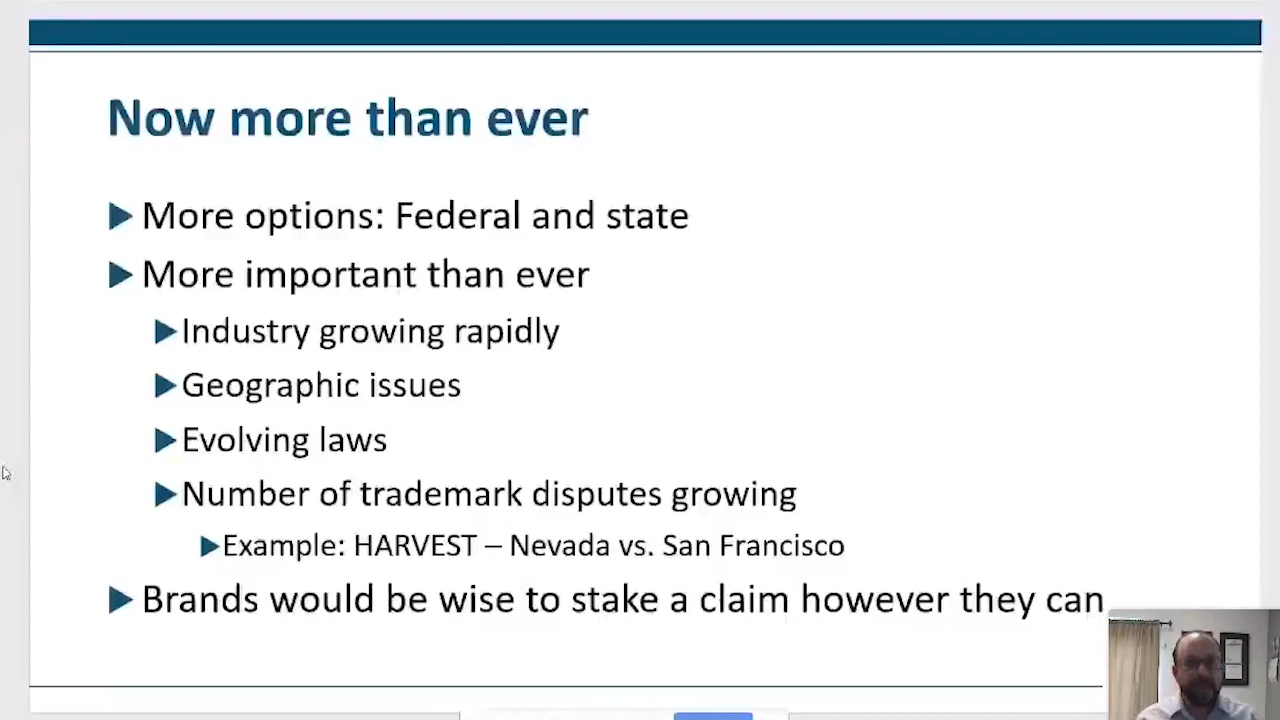 Now more than ever
More options: Federal and state
More important than ever
Industry growing rapidly
Geographic issues
Evolving laws
Number of trademark disputes growing
Example: HARVEST – Nevada vs. San Francisco
Brands would be wise to stake a claim however they can